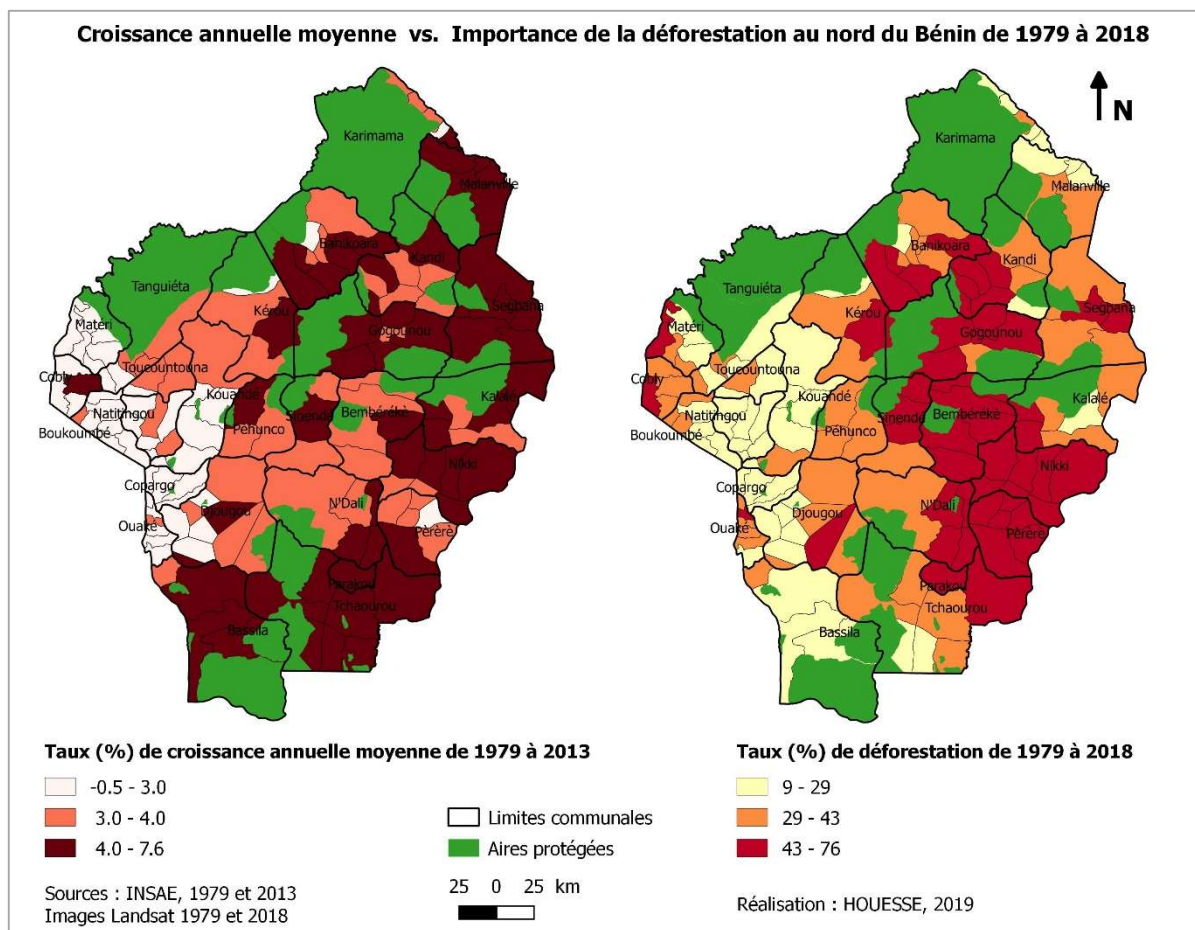 Croissance annuelle moyenne vs. Importance de la déforestation au nord du Bénin de 1979 à 2018
Karimama
Malanville
Banikoara
Kandi
Tanguiéta
Kérou
Segbana
Matéri
Gogounou
Toucountouna
Cobly
Kouandé
Kalalé
Natitingou
Sinendé
Bembéréké
Boukoumbé
Péhunco
Nikki
Copargo
Djougou
N'Dali
Ouaké
Pèrèrè
Parakou
Tchaourou
Bassila
N
Karimama
Malanville
Banikoara
Kandi
Tanguiéta
Kérou
Segbana
Matéri
Gogounou
Toucountouna
Cobly
Kouandé
Kalalé
Natitingou
Sinendé
Bembéréké
Boukoumbé
Péhunco
Nikki
Copargo
Djougou
N'Dali
Ouaké
Pèrèrè
Parakou
Tchaourou
Bassila
Taux (%) de croissance annuelle moyenne de 1979 à 2013
-0.5 - 3.0
3.0 - 4.0
4.0 - 7.6
Limites communales
Aires protégées
25 0 25 km
Taux (%) de déforestation de 1979 à 2018
9 - 29
29 - 43
43 - 76
Sources : INSAE, 1979 et 2013
Images Landsat 1979 et 2018
Réalisation : HOUESSE, 2019